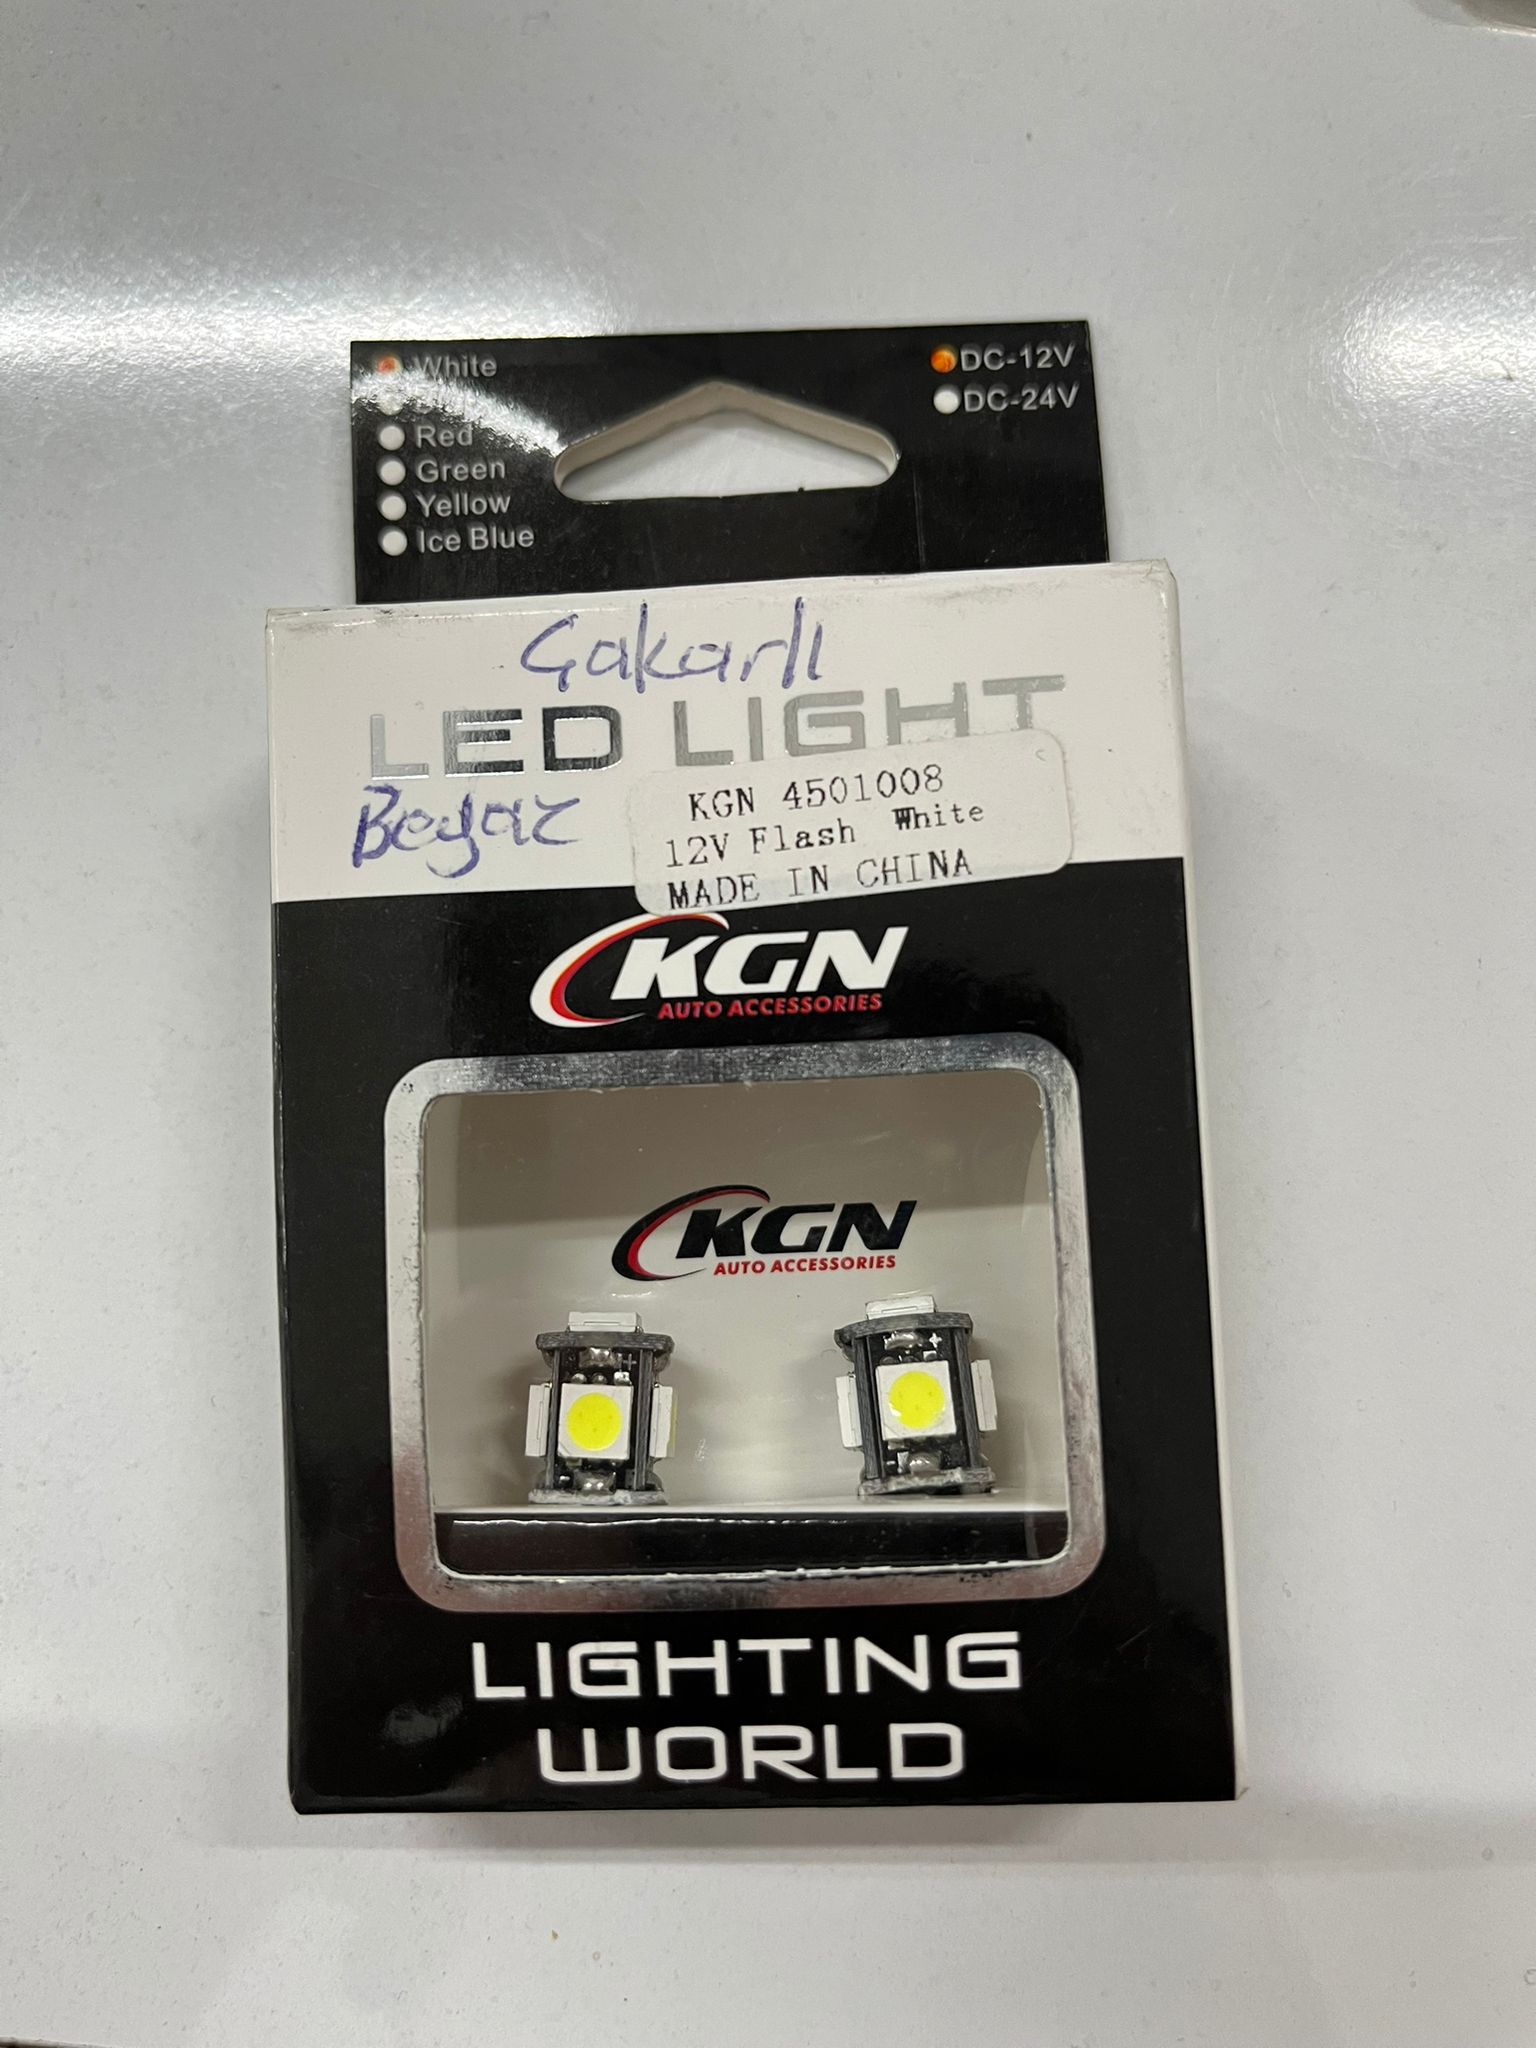 White
DC-12V
DC-24V
Red
Green
Yellow
Ice Blue
Çakarlı
LED LIGHT
Beyaz
KGN 4501008
12V Flash White
MADE IN CHINA
KGN
AUTO ACCESSORIES
KGN
AUTO ACCESSORIES
LIGHTING
WORLD